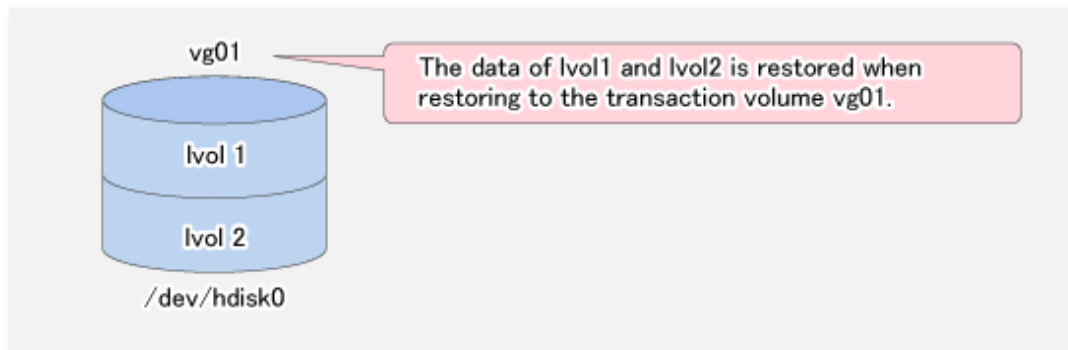 vg01
The data of lvol1 and lvol2 is restored when
restoring to the transaction volume vg01.
lvol 1
lvol 2
/dev/hdisk0